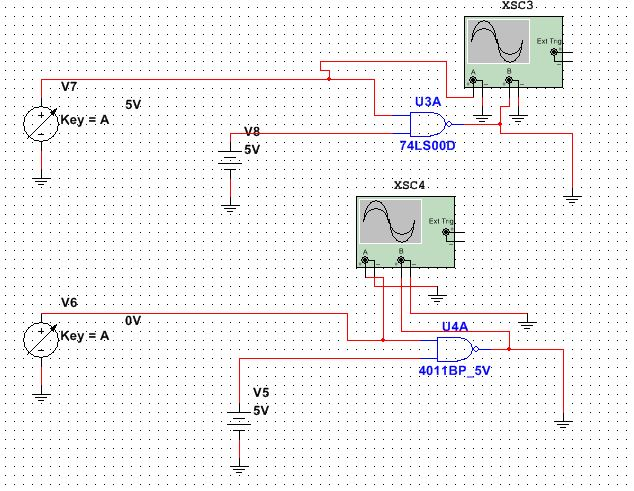 XSC3
Ext Trig
A
B
V7
5V
Key = A
U3A
V8
5V
74LS00D
XSC4
Ext Trig
A
B
V6
0V
Key = A
U4A
4011BP_5V
V5
5V